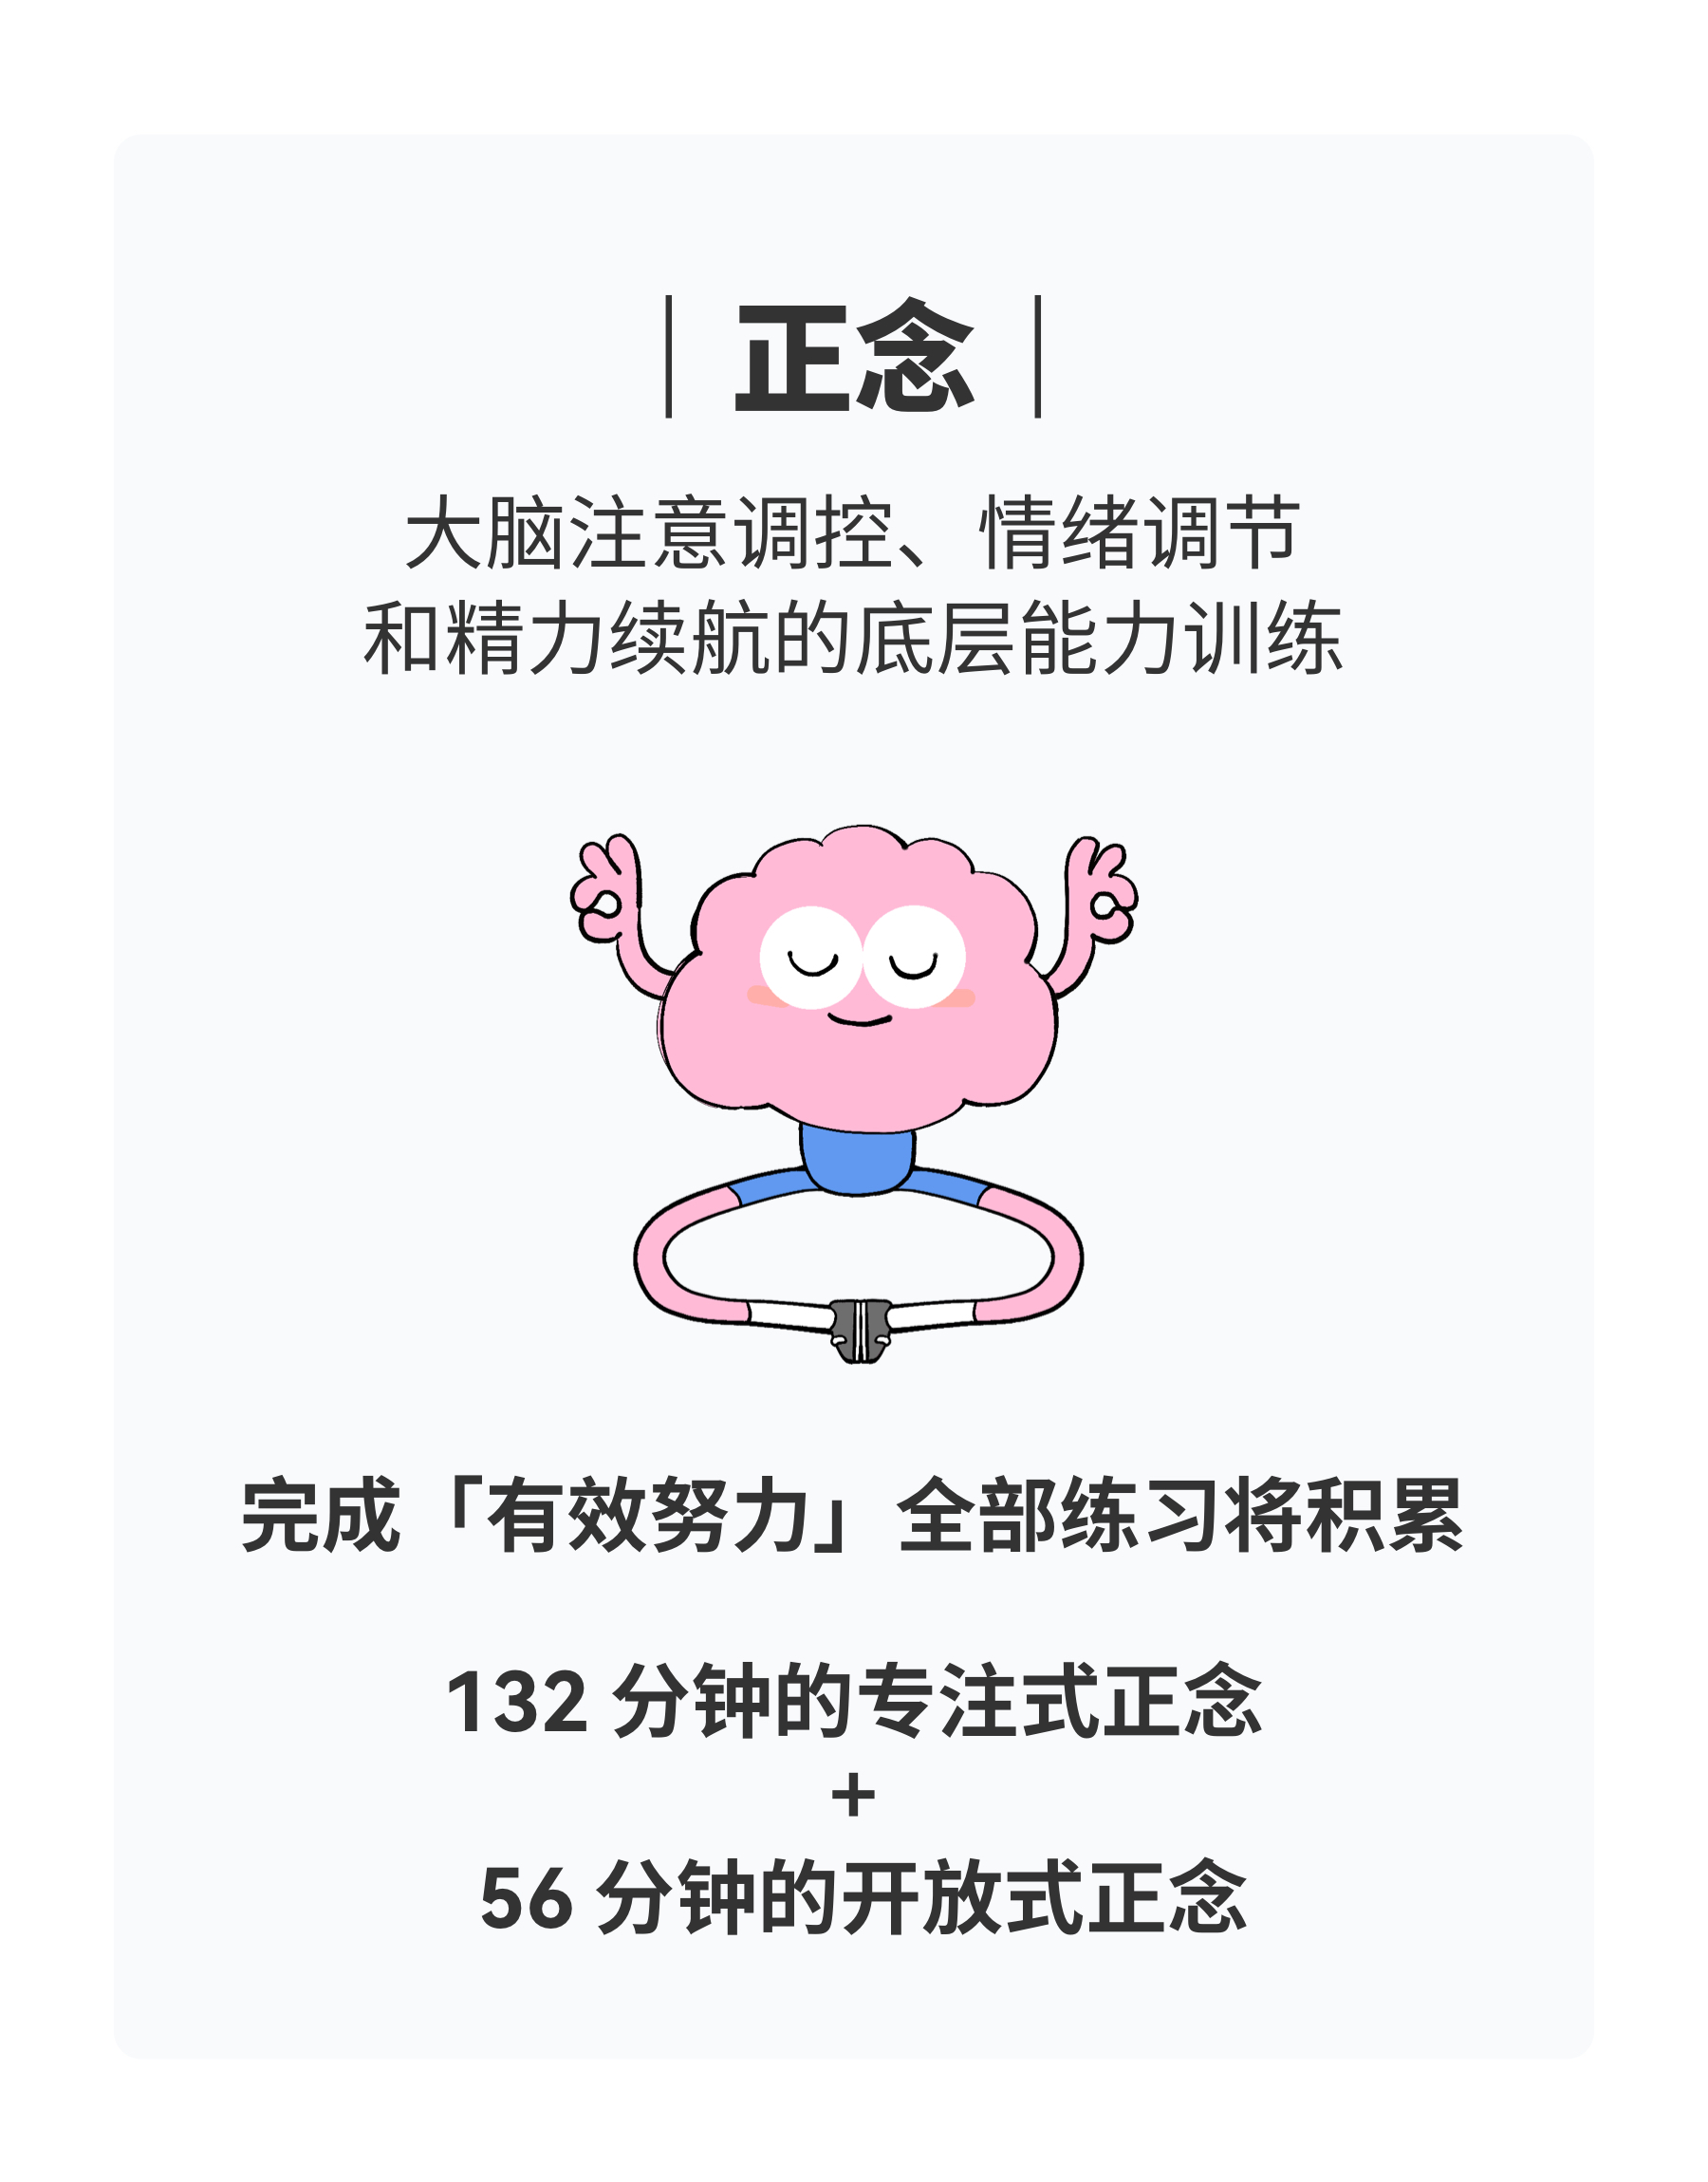 正念
大脑注意调控、情绪调节
和精力续航的底层能力训练
完成「有效努力」全部练习将积累
132 分钟的专注式正念
+
56 分钟的开放式正念